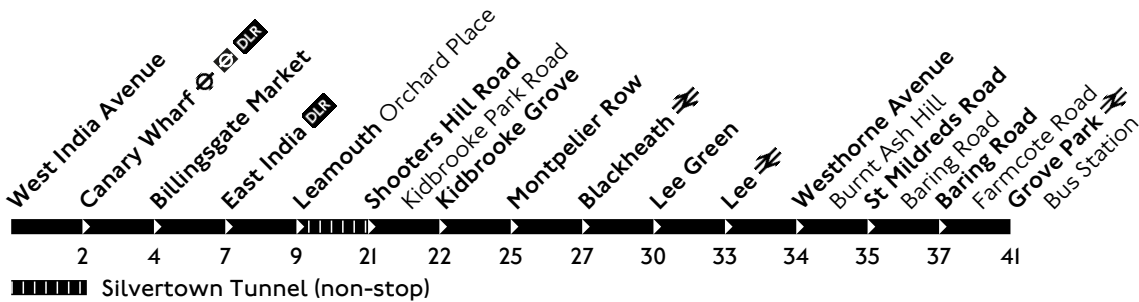 West India Avenue
Canary Wharf DLR
Billingsgate Market
East India DLR
Leamouth Orchard Place
Shooters Hill Road
Kidbrooke Park Road
Kidbrooke Grove
Montpelier Row
Blackheath
Lee Green
Lee
Westhorne Avenue
Burnt Ash Hill
St Mildreds Road
Baring Road
Baring Road
Farmcote Road
Grove Park
Bus Station
2 4 7 9 21 22 25 27 30 33 34 35 37 41
Silvertown Tunnel (non-stop)